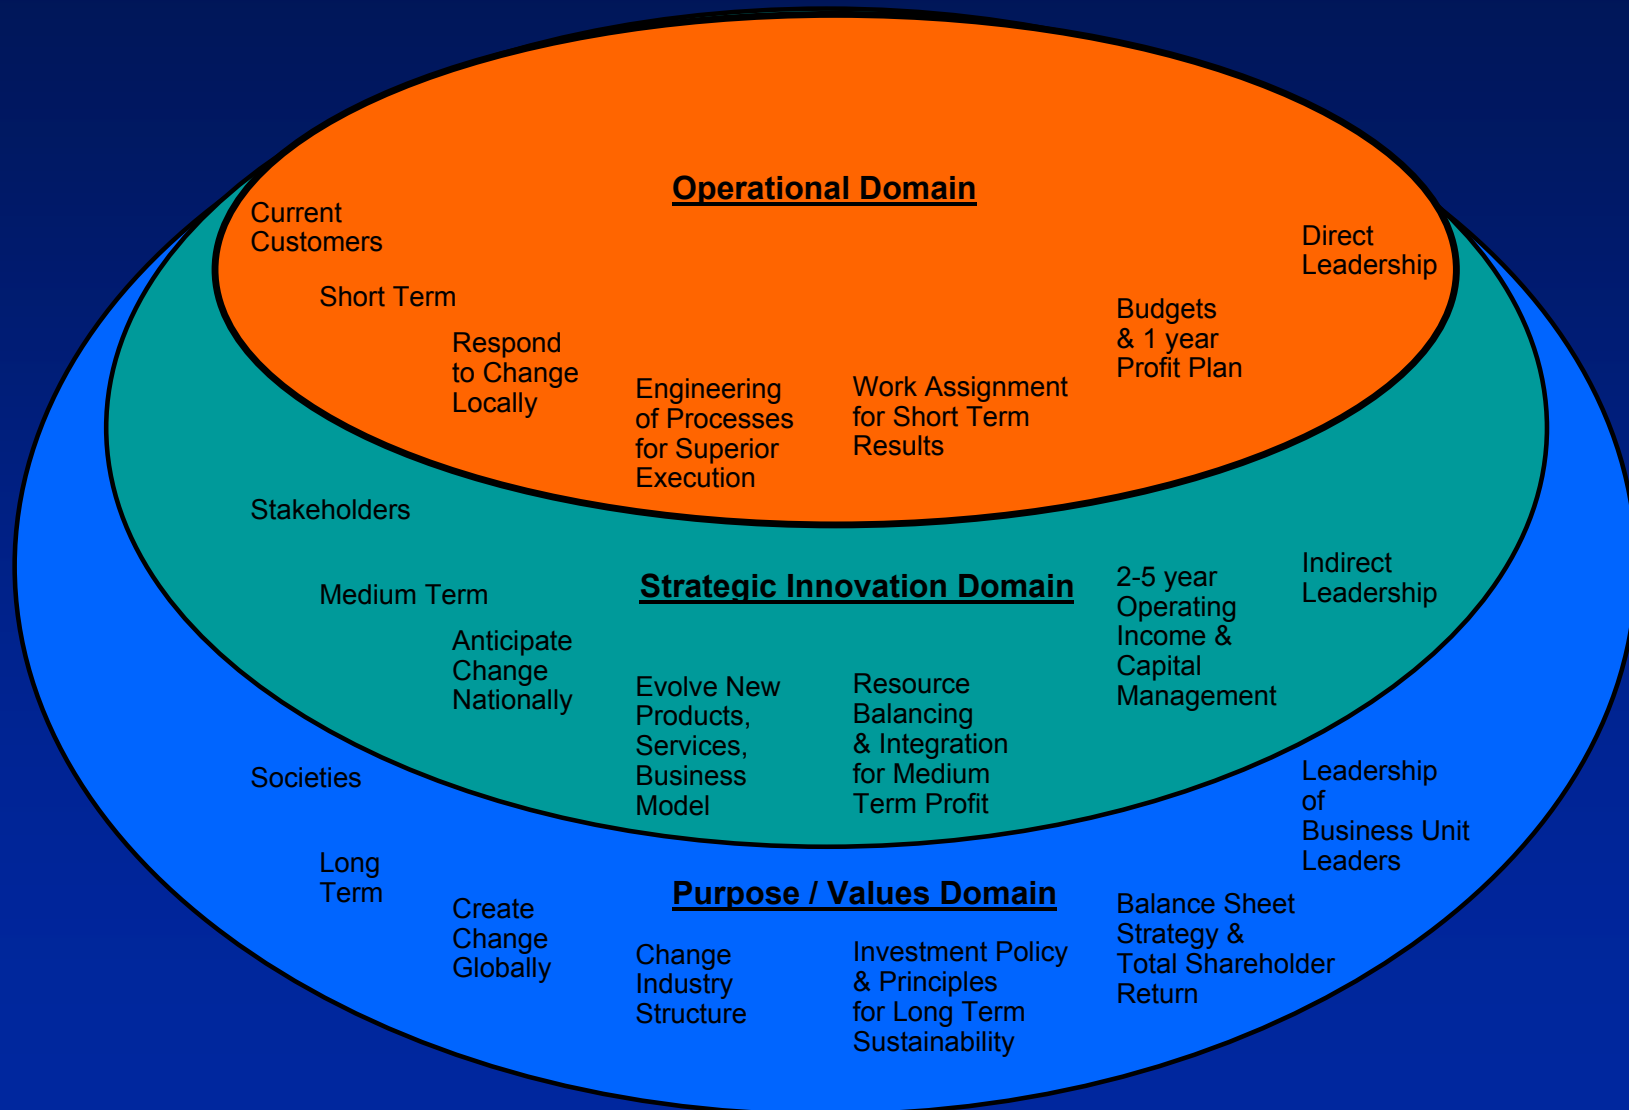 Operational Domain
Current
Customers
Short Term
Respond
to Change
Locally
Engineering
of Processes
for Superior
Execution
Work Assignment
for Short Term
Results
Budgets
& 1 year
Profit Plan
Direct
Leadership
Strategic Innovation Domain
Stakeholders
Medium Term
Anticipate
Change
Nationally
Evolve New
Products,
Services,
Business
Model
Resource
Balancing
& Integration
for Medium
Term Profit
2-5 year
Operating
Income &
Capital
Management
Indirect
Leadership
Purpose / Values Domain
Societies
Long
Term
Create
Change
Globally
Change
Industry
Structure
Investment Policy
& Principles
for Long Term
Sustainability
Balance Sheet
Strategy &
Total Shareholder
Return
Leadership
of
Business Unit
Leaders